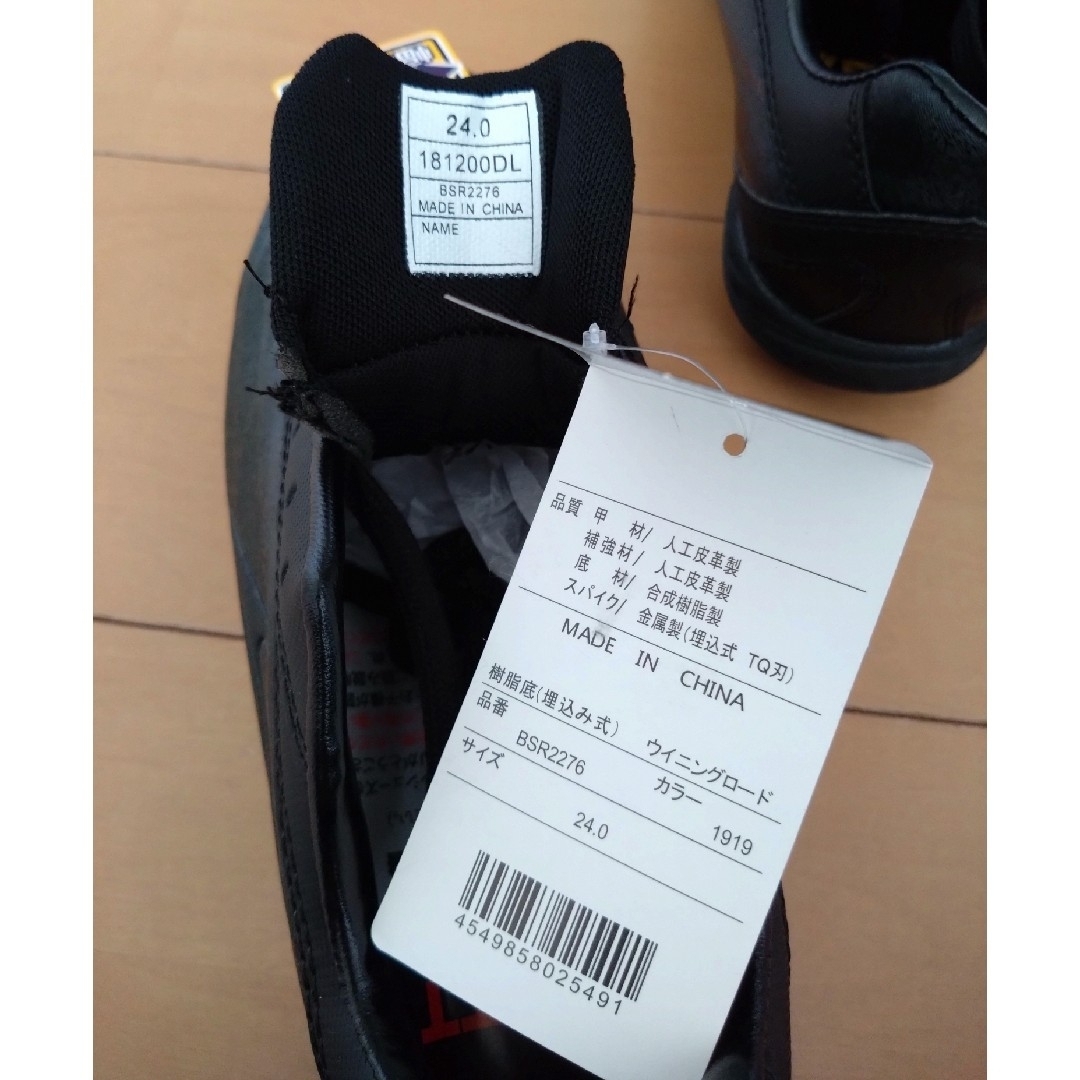 24.0
181200DL
BSR2276
MADE IN CHINA
NAME
品質 甲 材/ 人工皮革製
補強材/ 人工皮革製
底 材/ 合成樹脂製
スパイク/ 金属製(埋込式 TQ刃)
MADE IN CHINA
樹脂底(埋込み式) ウイニングロード
品番 BSR2276 カラー 1919
サイズ 24.0
4549858025491